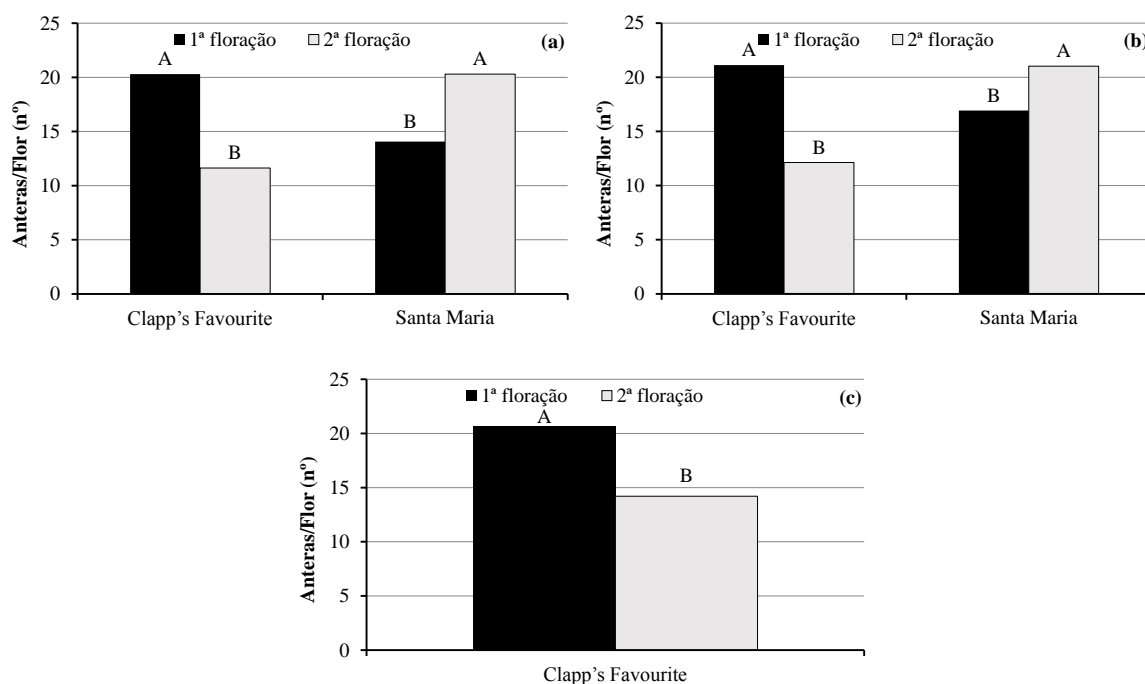 25
20
15
10
5
0
Anteras/Flor (nº)
1ª floração 2ª floração (a)
A
B
B
A
Clapp’s Favourite Santa Maria
25
20
15
10
5
0
Anteras/Flor (nº)
1ª floração 2ª floração (b)
A
B
B
A
Clapp’s Favourite Santa Maria
25
20
15
10
5
0
Anteras/Flor (nº)
1ª floração 2ª floração (c)
A
B
Clapp’s Favourite